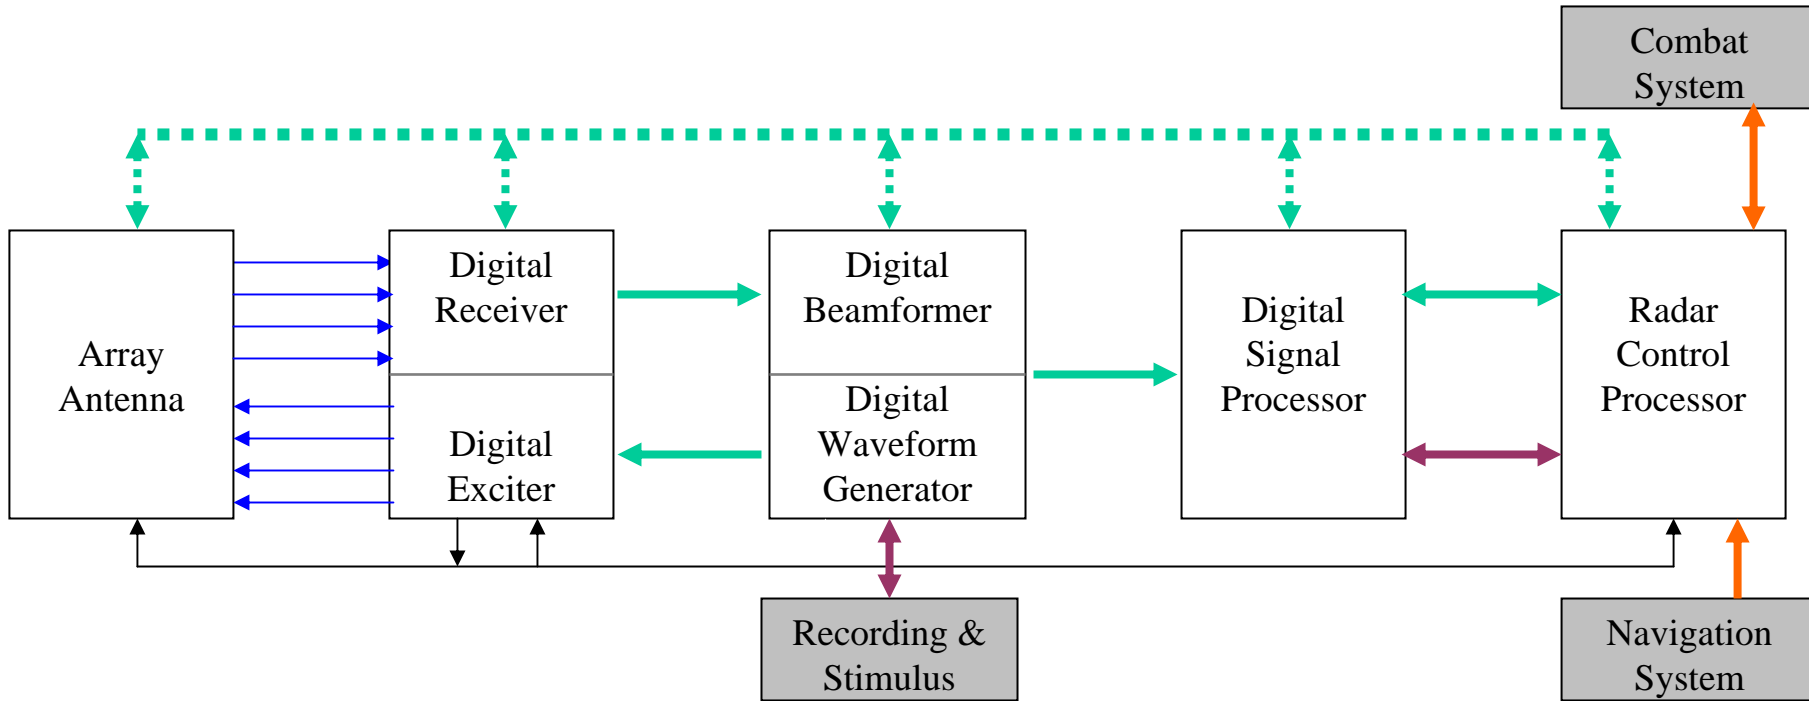 Combat
System
Digital
Receiver
Digital
Beamformer
Array
Antenna
Digital
Signal
Processor
Radar
Control
Processor
Digital
Exciter
Digital
Waveform
Generator
Recording &
Stimulus
Navigation
System